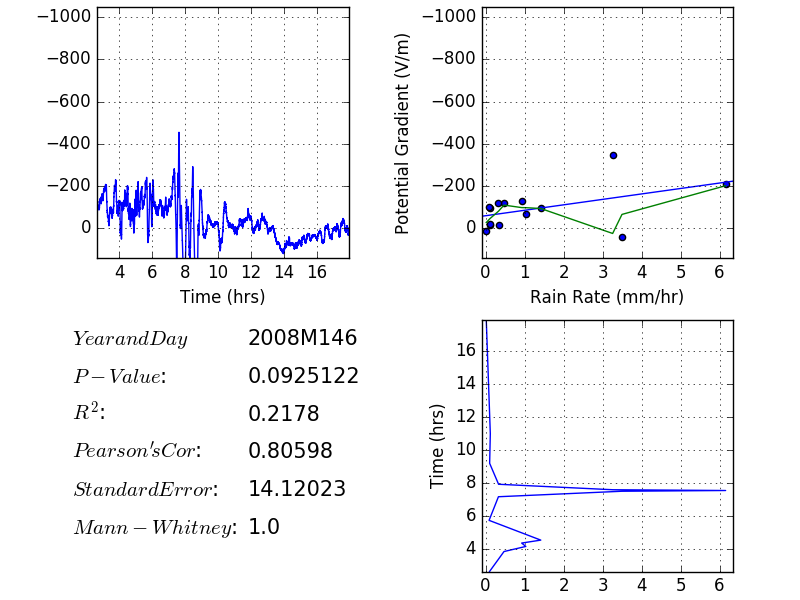 −1000
−800
−600
−400
−200
0
4 6 8 10 12 14 16
Time (hrs)
Potential Gradient (V/m)
−1000
−800
−600
−400
−200
0
0 1 2 3 4 5 6
Rain Rate (mm/hr)
YearandDay 2008M146
P − Value: 0.0925122
R²: 0.2178
Pearson'sCor: 0.80598
StandardError: 14.12023
Mann − Whitney: 1.0
Time (hrs)
16
14
12
10
8
6
4
0 1 2 3 4 5 6